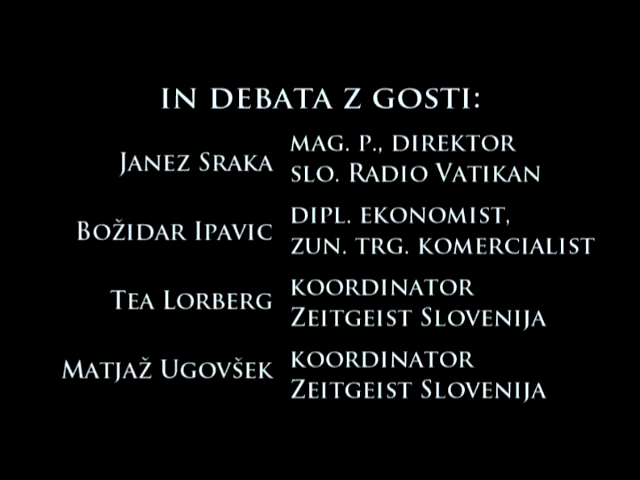 IN DEBATA Z GOSTI:
JANEZ SRAKA
MAG. P., DIREKTOR
SLO. RADIO VATIKAN
BOŽIDAR IPAVIC
DIPL. EKONOMIST,
ZUN. TRG. KOMERCIALIST
TEA LORBERG
KOORDINATOR
ZEITGEIST SLOVENIJA
MATJAŽ UGOVŠEK
KOORDINATOR
ZEITGEIST SLOVENIJA